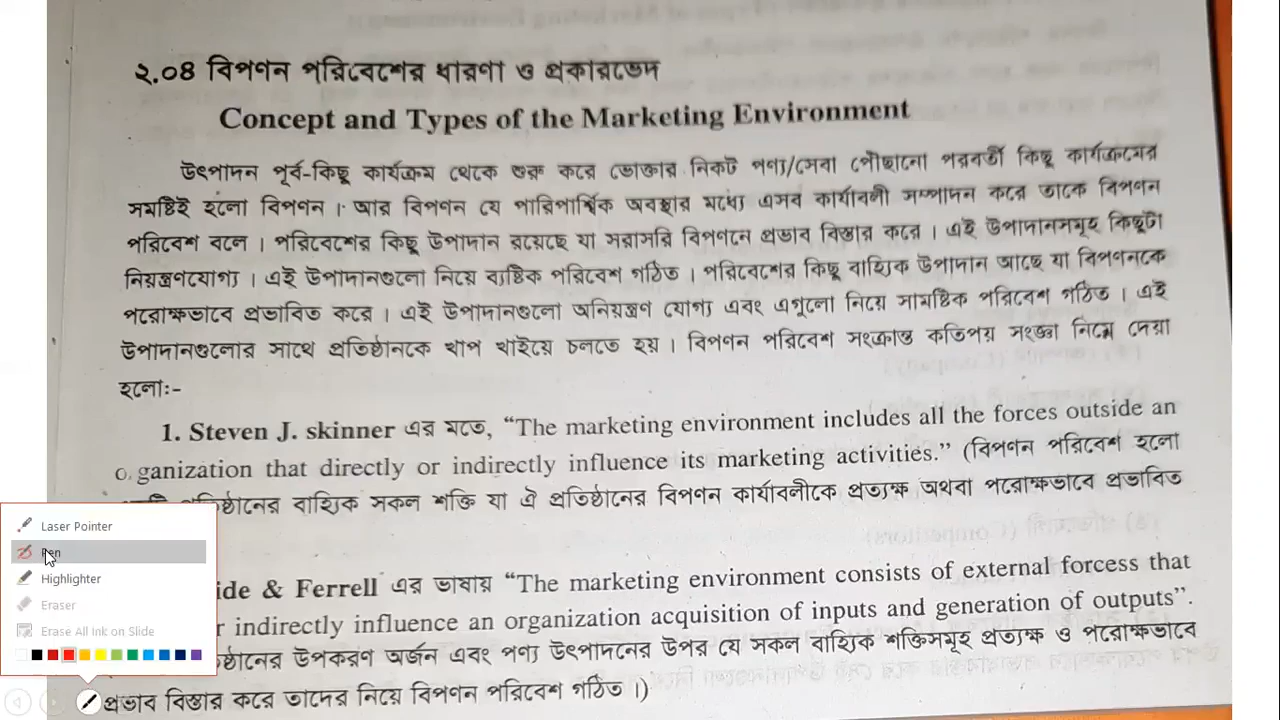 ২.০৪ বিপণন পরিবেশের ধারণা ও প্রকারভেদ
Concept and Types of the Marketing Environment
উৎপাদন পূর্ব-কিছু কার্যক্রম থেকে শুরু করে ভোক্তার নিকট পণ্য/সেবা পৌছানো পরবর্তী কিছু কার্যক্রমের
সমষ্টিই হলো বিপণন। আর বিপণন যে পারিপার্শ্বিক অবস্থার মধ্যে এসব কার্যাবলী সম্পাদন করে তাকে বিপণন
পরিবেশ বলে। পরিবেশের কিছু উপাদান রয়েছে যা সরাসরি বিপণনে প্রভাব বিস্তার করে। এই উপাদানসমূহ কিছুটা
নিয়ন্ত্রণযোগ্য। এই উপাদানগুলো নিয়ে ব্যষ্টিক পরিবেশ গঠিত। পরিবেশের কিছু বাহ্যিক উপাদান আছে যা বিপণনকে
পরোক্ষভাবে প্রভাবিত করে। এই উপাদানগুলো অনিয়ন্ত্রণ যোগ্য এবং এগুলো নিয়ে সামষ্টিক পরিবেশ গঠিত। এই
উপাদানগুলোর সাথে প্রতিষ্ঠানকে খাপ খাইয়ে চলতে হয়। বিপণন পরিবেশ সংক্রান্ত কতিপয় সংজ্ঞা নিম্নে দেয়া
হলোঃ-
1. Steven J. skinner এর মতে, “The marketing environment includes all the forces outside an
o.ganization that directly or indirectly influence its marketing activities.” (বিপণন পরিবেশ হলো
প্রতিষ্ঠানের বাহ্যিক সকল শক্তি যা ঐ প্রতিষ্ঠানের বিপণন কার্যাবলীকে প্রত্যক্ষ অথবা পরোক্ষভাবে প্রভাবিত
ide & Ferrell এর ভাষায় “The marketing environment consists of external forcess that
r indirectly influence an organization acquisition of inputs and generation of outputs”.
ষ্ঠানের উপকরণ অর্জন এবং পণ্য উৎপাদনের উপর যে সকল বাহ্যিক শক্তিসমূহ প্রত্যক্ষ ও পরোক্ষভাবে
প্রভাব বিস্তার করে তাদের নিয়ে বিপণন পরিবেশ গঠিত।)
Laser Pointer
Pen
Highlighter
Eraser
Erase All Ink on Slide